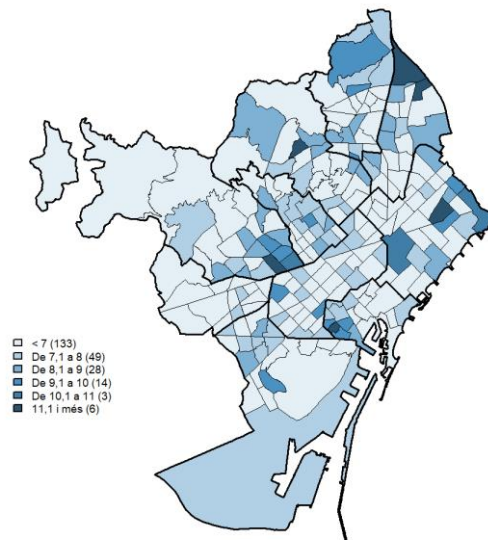 < 7 (133)
De 7,1 a 8 (49)
De 8,1 a 9 (28)
De 9,1 a 10 (14)
De 10,1 a 11 (3)
11,1 i més (6)